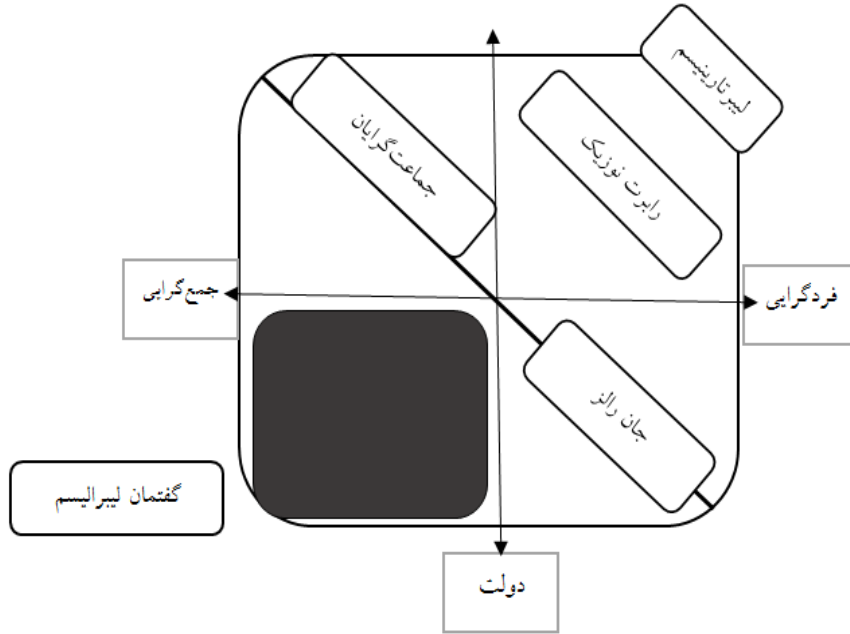 لیبرتارینیسم
رابرت نوزیک
جماعت‌گرایان
جمع‌گرایی
فردگرایی
جان رالز
گفتمان لیبرالیسم
دولت